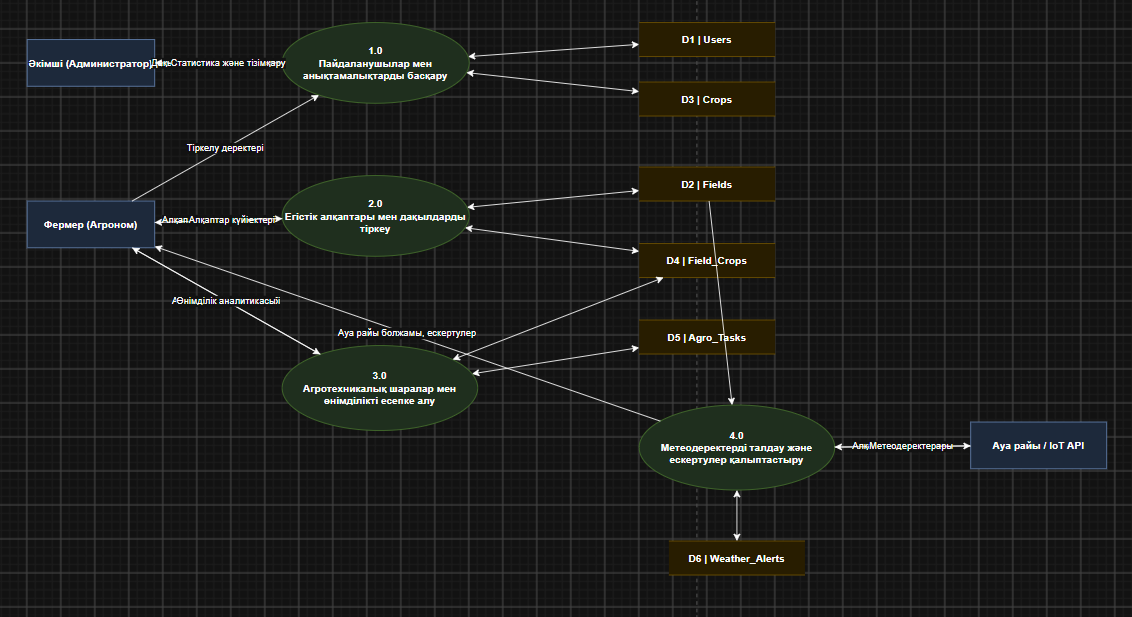 Әкімші (Администратор)
Статистика және тізімқару
1.0
Пайдаланушылар мен
анықтамалықтарды басқару
D1 | Users
D3 | Crops
Тіркелу деректері
Фермер (Агроном)
Алқаптар күйі
2.0
Егістік алқаптары мен дақылдарды
тіркеу
D2 | Fields
D4 | Field_Crops
Өнімділік аналитикасы
Ауа райы болжамы, ескертулер
D5 | Agro_Tasks
3.0
Агротехникалық шаралар мен
өнімділікті есепке алу
4.0
Метеодеректерді талдау және
ескертулер қалыптастыру
Метеодеректер
Ауа райы / IoT API
D6 | Weather_Alerts